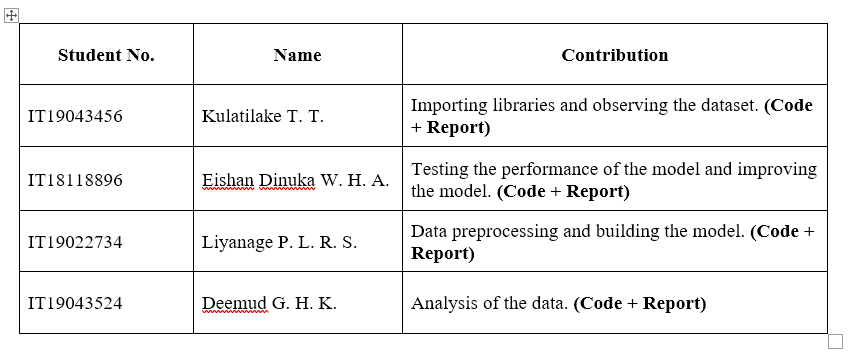 Student No. Name Contribution
IT19043456 Kulatilake T. T. Importing libraries and observing the dataset. (Code
+ Report)
IT18118896 Eishan Dinuka W. H. A. Testing the performance of the model and improving
the model. (Code + Report)
IT19022734 Liyanage P. L. R. S. Data preprocessing and building the model. (Code +
Report)
IT19043524 Deemud G. H. K. Analysis of the data. (Code + Report)